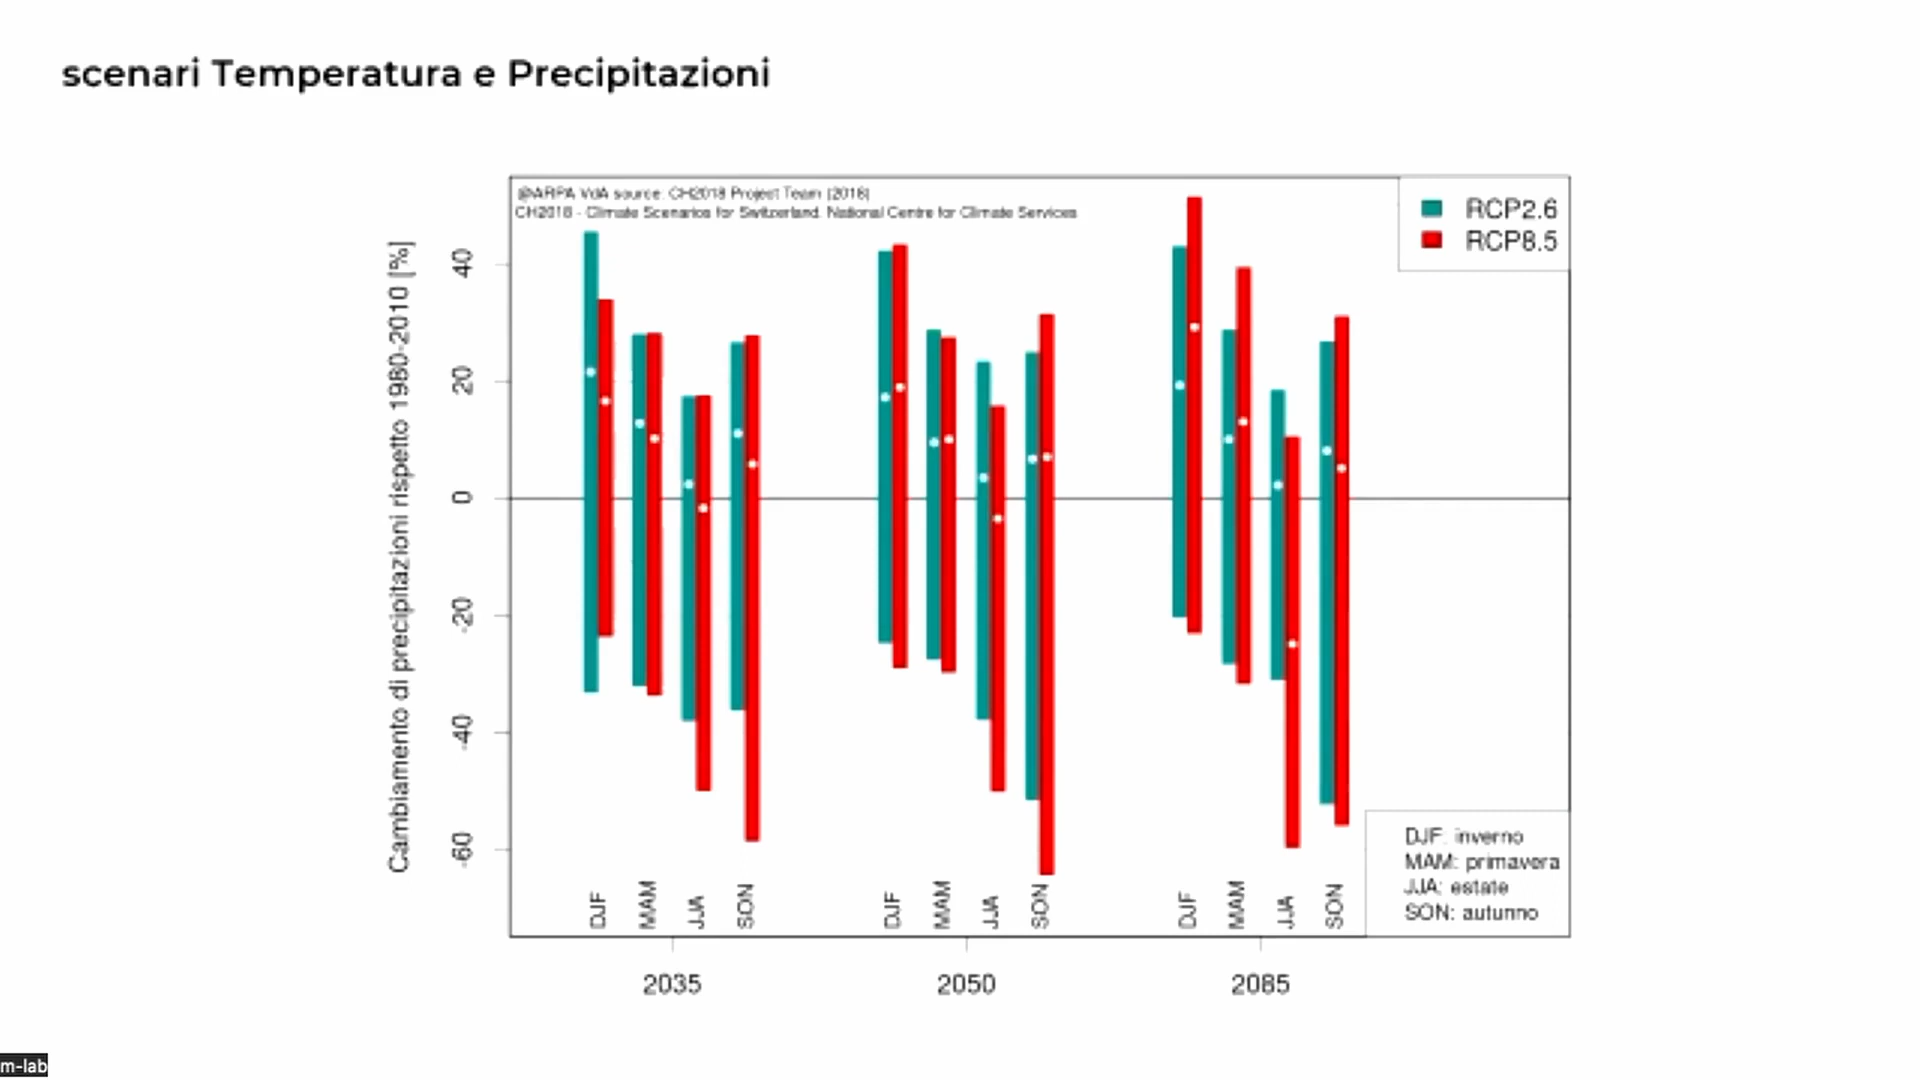 scenari Temperatura e Precipitazioni
@ARPA VdA source: CH2018 Project Team (2018)
CH2018 - Climate Scenarios for Switzerland. National Centre for Climate Services
RCP2.6
RCP8.5
Cambiamento di precipitazioni rispetto 1980-2010 [%]
40
20
0
-20
-40
-60
DJF
MAM
JJA
SON
DJF
MAM
JJA
SON
DJF
MAM
JJA
SON
DJF: inverno
MAM: primavera
JJA: estate
SON: autunno
2035
2050
2085
m-lab